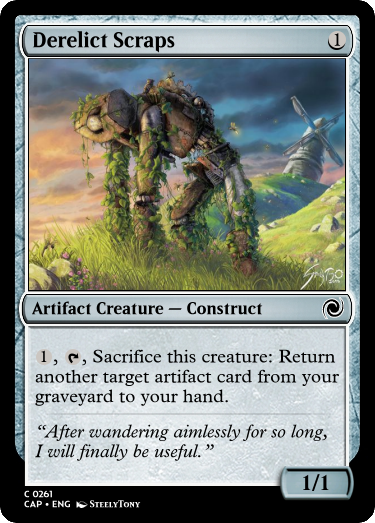 Derelict Scraps 1
Artifact Creature — Construct
1, , Sacrifice this creature: Return
another target artifact card from your
graveyard to your hand.
“After wandering aimlessly for so long,
I will finally be useful.”
1/1
C 0261
CAP • ENG SteelyTony